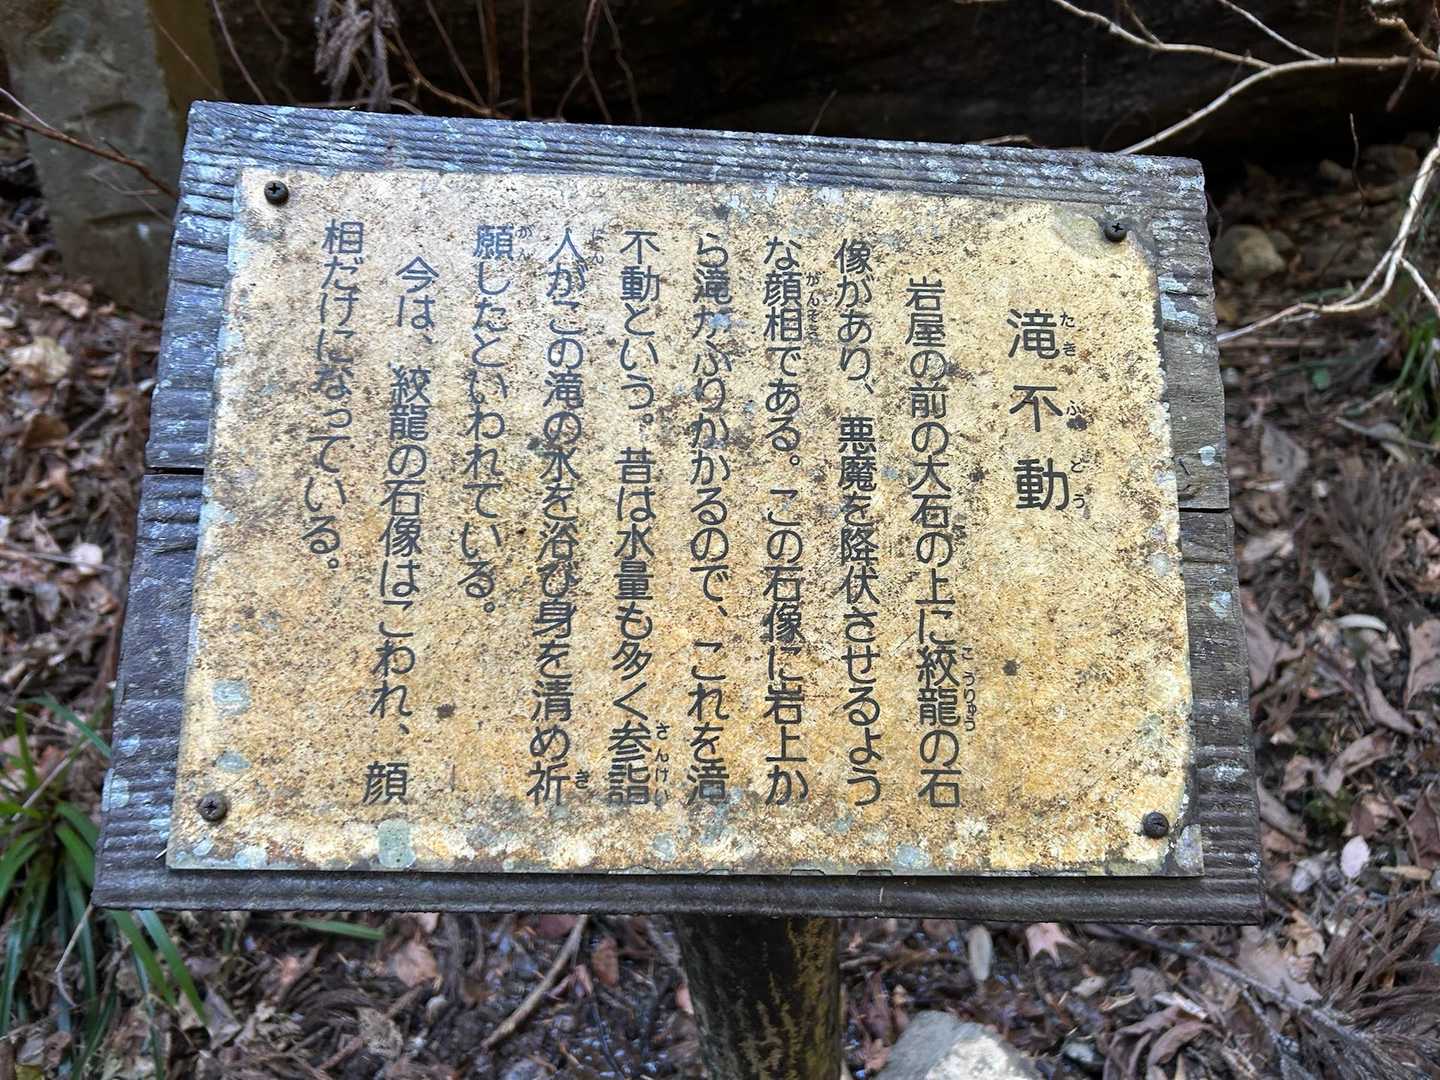 滝不動
岩屋の前の大石の上に絞龍の石
像があり、悪魔を降伏させるよう
な顔相である。この石像に岩上か
ら滝がふりかかるので、これを滝
不動という。昔は水量も多く参詣
人がこの滝の水を浴び身を清め祈
願したといわれている。
今は、絞龍の石像はこわれ、顔
相だけになっている。